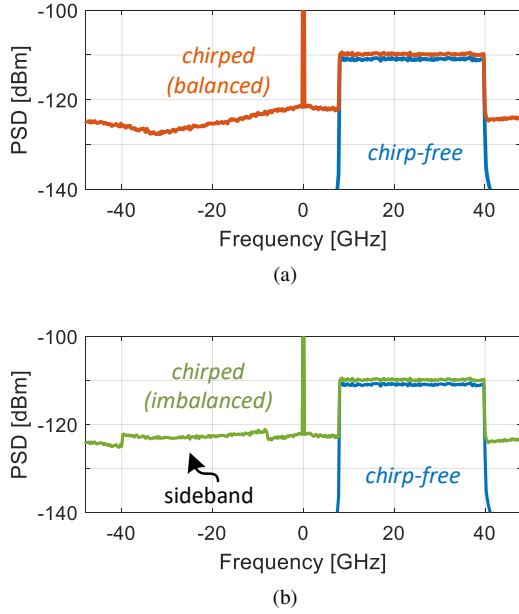 -100
chirped
(balanced)
-120
PSD [dBm]
chirp-free
-140
-40 -20 0 20 40
Frequency [GHz]
(a)
-100
chirped
(imbalanced)
-120
PSD [dBm]
chirp-free
sideband
-140
-40 -20 0 20 40
Frequency [GHz]
(b)